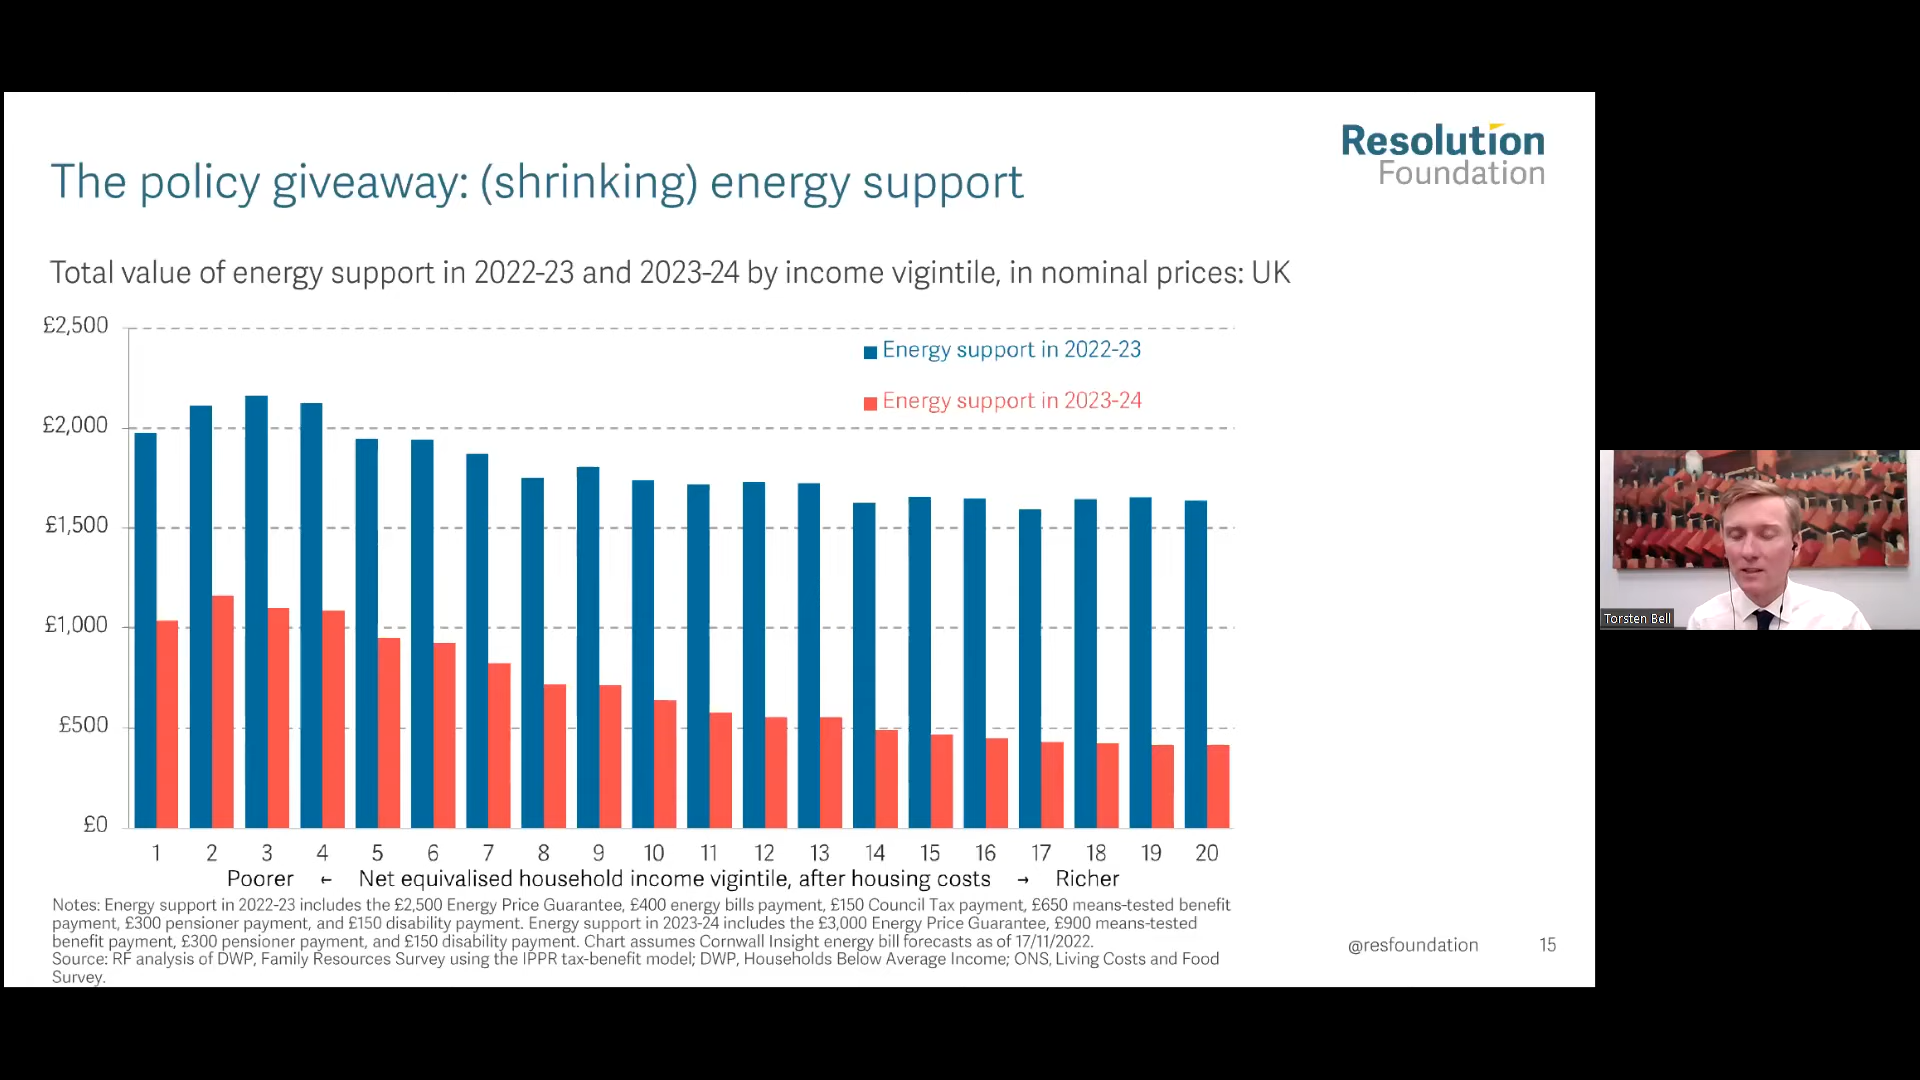 Resolution
Foundation
The policy giveaway: (shrinking) energy support
Total value of energy support in 2022-23 and 2023-24 by income vigintile, in nominal prices: UK
£2,500
Energy support in 2022-23
Energy support in 2023-24
£2,000
£1,500
£1,000
£500
£0
1 2 3 4 5 6 7 8 9 10 11 12 13 14 15 16 17 18 19 20
Poorer ← Net equivalised household income vigintile, after housing costs → Richer
Notes: Energy support in 2022-23 includes the £2,500 Energy Price Guarantee, £400 energy bills payment, £150 Council Tax payment, £650 means-tested benefit
payment, £300 pensioner payment, and £150 disability payment. Energy support in 2023-24 includes the £3,000 Energy Price Guarantee, £900 means-tested
benefit payment, £300 pensioner payment, and £150 disability payment. Chart assumes Cornwall Insight energy bill forecasts as of 17/11/2022.
Source: RF analysis of DWP, Family Resources Survey using the IPPR tax-benefit model; DWP, Households Below Average Income; ONS, Living Costs and Food
Survey.
@resfoundation 15
Torsten Bell